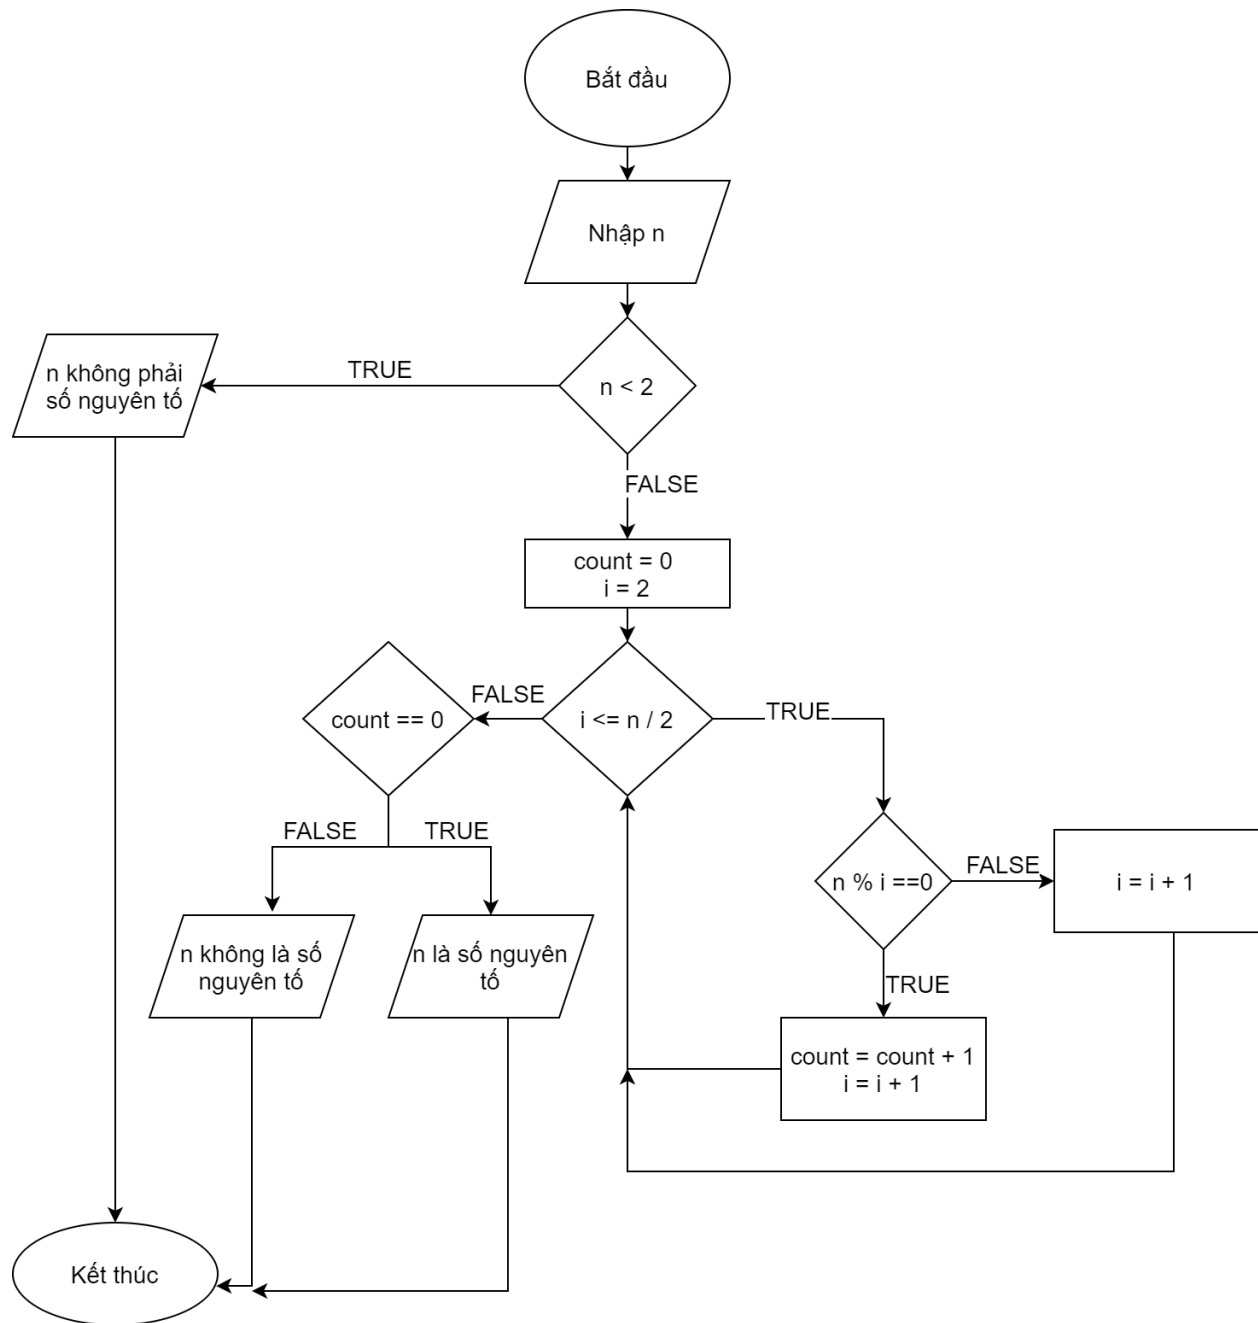 Bắt đầu
Nhập n
n < 2
TRUE
n không phải
số nguyên tố
FALSE
count = 0
i = 2
i <= n / 2
FALSE
count == 0
TRUE
FALSE
TRUE
n không là số
nguyên tố
n là số nguyên
tố
n % i ==0
FALSE
i = i + 1
TRUE
count = count + 1
i = i + 1
Kết thúc